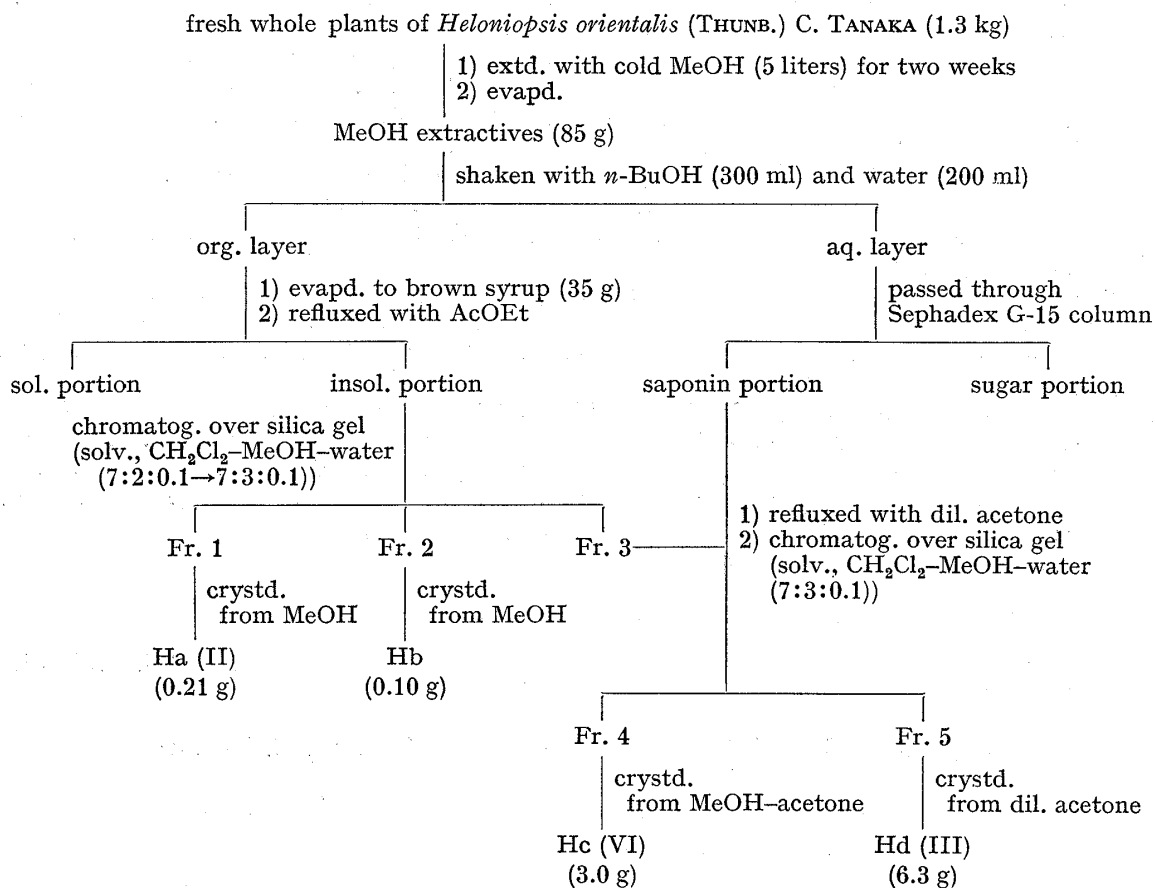 fresh whole plants of Heloniopsis orientalis (THUNB.) C. TANAKA (1.3 kg)
1) extd. with cold MeOH (5 liters) for two weeks
2) evapd.
MeOH extractives (85 g)
shaken with n-BuOH (300 ml) and water (200 ml)
org. layer
aq. layer
1) evapd. to brown syrup (35 g)
2) refluxed with AcOEt
passed through
Sephadex G-15 column
sol. portion
insol. portion
saponin portion
sugar portion
chromatog. over silica gel
(solv., CH₂Cl₂–MeOH–water
(7:2:0.1→7:3:0.1))
1) refluxed with dil. acetone
2) chromatog. over silica gel
(solv., CH₂Cl₂–MeOH–water
(7:3:0.1))
Fr. 1
Fr. 2
Fr. 3
crystd.
from MeOH
crystd.
from MeOH
Ha (II)
(0.21 g)
Hb
(0.10 g)
Fr. 4
Fr. 5
crystd.
from MeOH–acetone
crystd.
from dil. acetone
Hc (VI)
(3.0 g)
Hd (III)
(6.3 g)